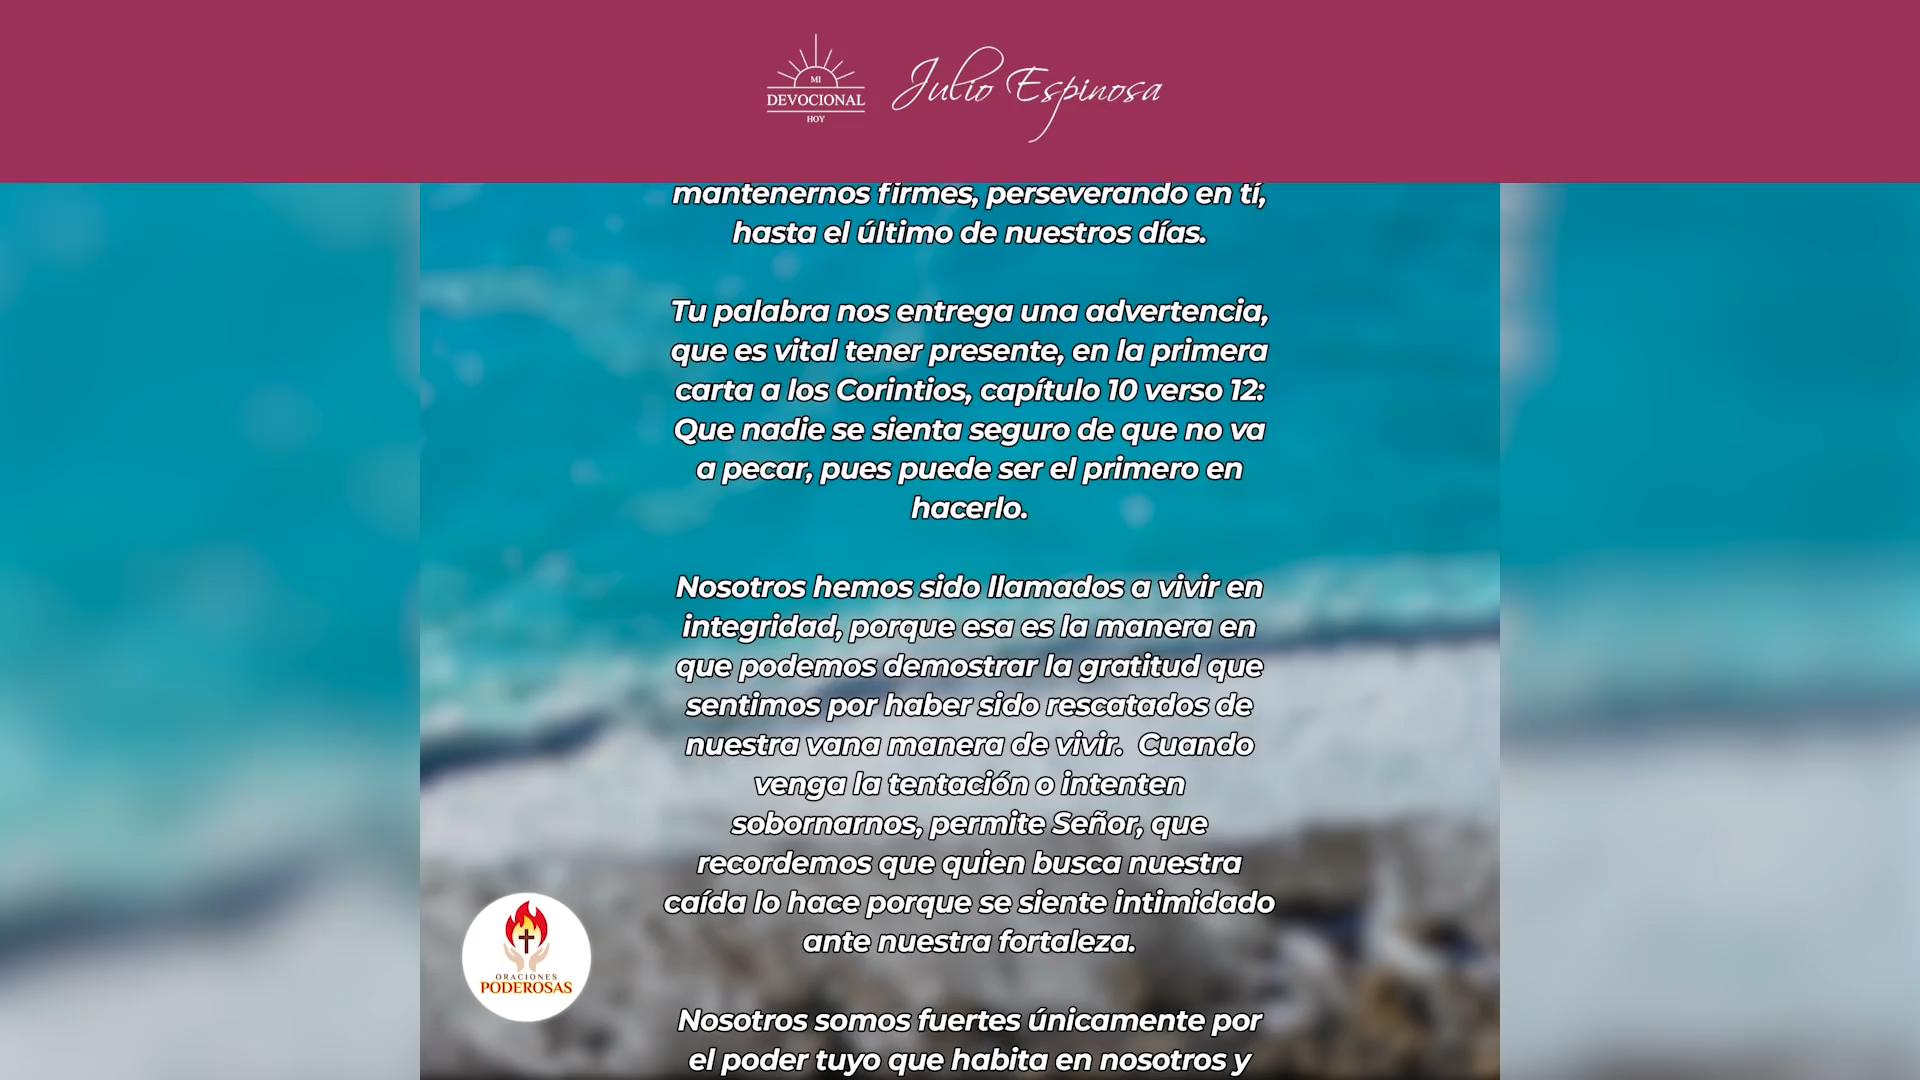 MI
DEVOCIONAL
HOY
Julio Espinosa
mantenernos firmes, perseverando en tí,
hasta el último de nuestros días.
Tu palabra nos entrega una advertencia,
que es vital tener presente, en la primera
carta a los Corintios, capítulo 10 verso 12:
Que nadie se sienta seguro de que no va
a pecar, pues puede ser el primero en
hacerlo.
Nosotros hemos sido llamados a vivir en
integridad, porque esa es la manera en
que podemos demostrar la gratitud que
sentimos por haber sido rescatados de
nuestra vana manera de vivir.  Cuando
venga la tentación o intenten
sobornarnos, permite Señor, que
recordemos que quien busca nuestra
caída lo hace porque se siente intimidado
ante nuestra fortaleza.
Nosotros somos fuertes únicamente por
el poder tuyo que habita en nosotros y
ORACIONES
PODEROSAS